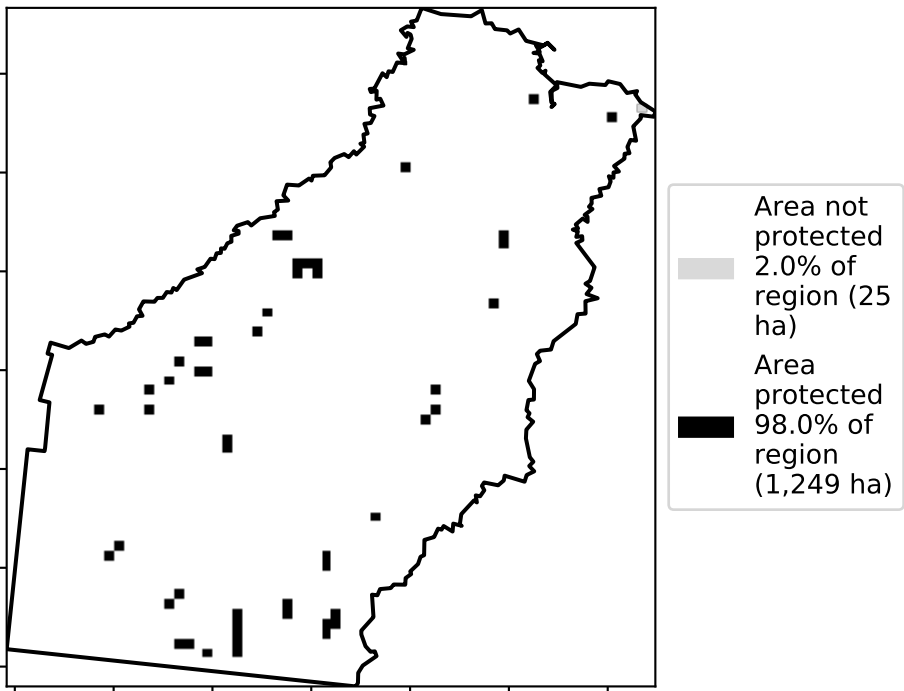 Area not
protected
2.0% of
region (25
ha)
Area
protected
98.0% of
region
(1,249 ha)